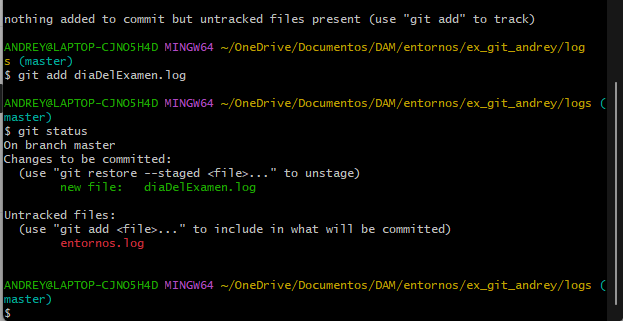 nothing added to commit but untracked files present (use "git add" to track)
ANDREY@LAPTOP-CJNO5H4D MINGW64 ~/OneDrive/Documentos/DAM/entornos/ex_git_andrey/log
s (master)
$ git add diaDelExamen.log
ANDREY@LAPTOP-CJNO5H4D MINGW64 ~/OneDrive/Documentos/DAM/entornos/ex_git_andrey/logs (
master)
$ git status
On branch master
Changes to be committed:
  (use "git restore --staged <file>..." to unstage)
        new file:   diaDelExamen.log
Untracked files:
  (use "git add <file>..." to include in what will be committed)
        entornos.log
ANDREY@LAPTOP-CJNO5H4D MINGW64 ~/OneDrive/Documentos/DAM/entornos/ex_git_andrey/logs (
master)
$